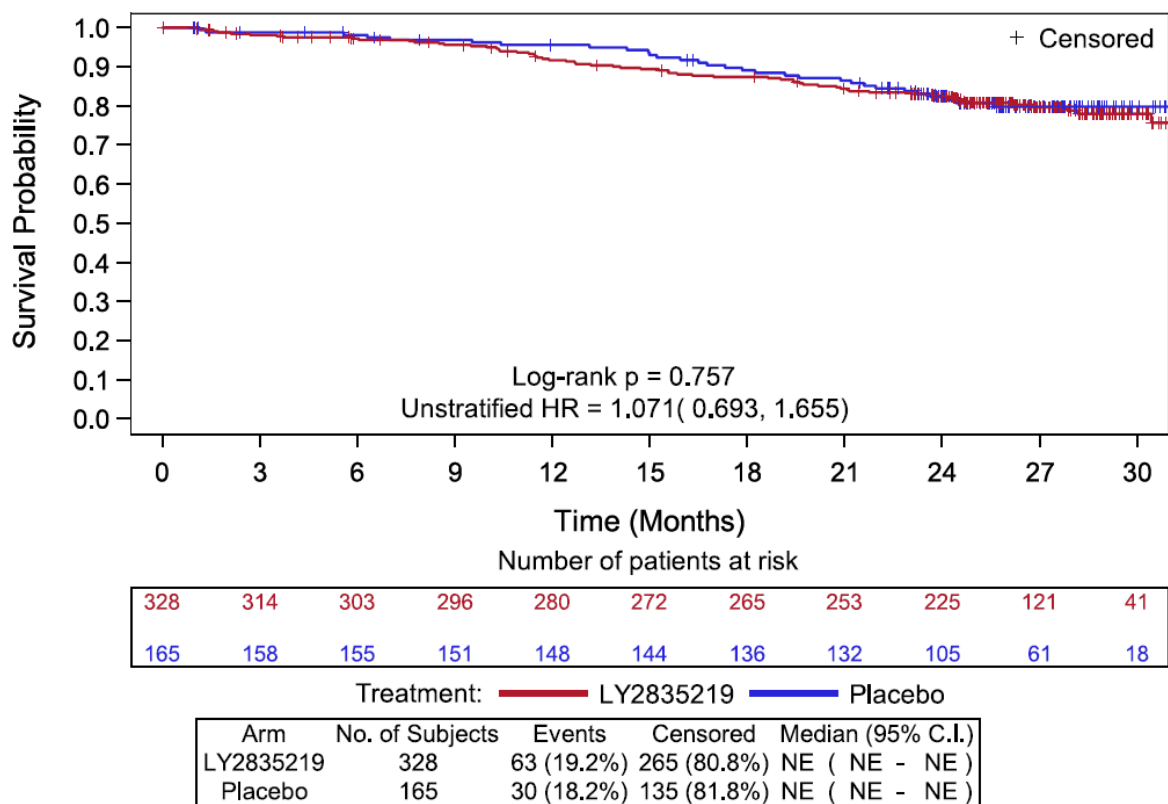 Survival Probability
1.0
0.9
0.8
0.7
0.6
0.5
0.4
0.3
0.2
0.1
0.0
+ Censored
Log-rank p = 0.757
Unstratified HR = 1.071( 0.693, 1.655)
0 3 6 9 12 15 18 21 24 27 30
Time (Months)
Number of patients at risk
328 314 303 296 280 272 265 253 225 121 41
165 158 155 151 148 144 136 132 105 61 18
Treatment: LY2835219 Placebo
Arm No. of Subjects Events Censored Median (95% C.I.)
LY2835219 328 63 (19.2%) 265 (80.8%) NE ( NE - NE )
Placebo 165 30 (18.2%) 135 (81.8%) NE ( NE - NE )